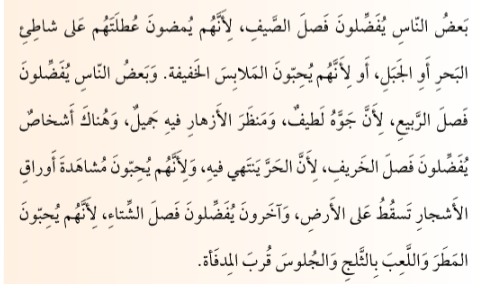 بَعضُ النّاسِ يُفَضِّلونَ فَصلَ الصَّيفِ، لِأَنَّهُم يُمضونَ عُطلَتَهُم عَلى شاطِئِ
البَحرِ أَوِ الجَبَلِ، أَو لِأَنَّهُم يُحِبّونَ المَلابِسَ الخَفيفَة. وَبَعضُ النّاسِ يُفَضِّلونَ
فَصلَ الرَّبيعِ، لِأَنَّ جَوَّهُ لَطيفٌ، وَمَنظَرَ الأَزهارِ فيهِ جَميلٌ، وَهُناكَ أَشخاصٌ
يُفَضِّلونَ فَصلَ الخَريفِ، لِأَنَّ الحَرَّ يَنتَهي فيهِ، وَلِأَنَّهُم يُحِبّونَ مُشاهَدَةَ أَوراقِ
الأَشجارِ تَسقُطُ عَلى الأَرضِ، وَآخَرونَ يُفَضِّلونَ فَصلَ الشِّتاءِ، لِأَنَّهُم يُحِبّونَ
المَطَرَ وَاللَّعِبَ بِالثَّلجِ وَالجُلوسَ قُربَ المِدفَأَة.